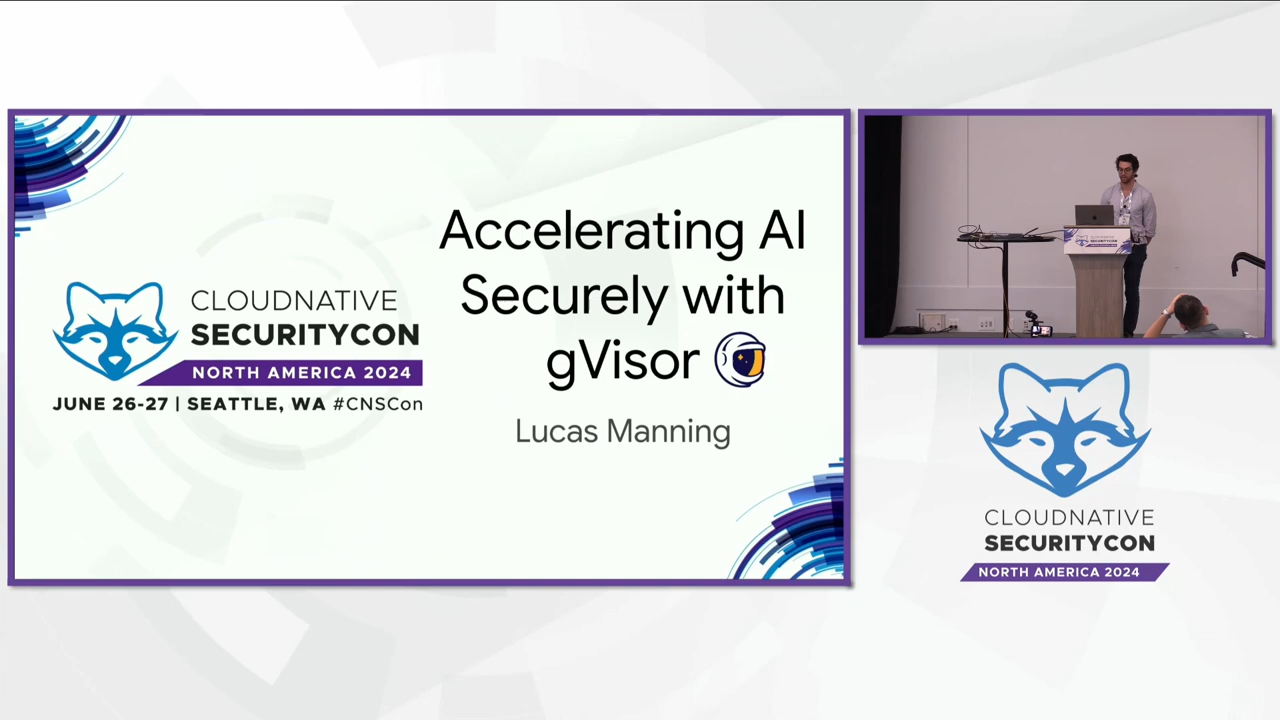 CLOUDNATIVE
SECURITYCON
NORTH AMERICA 2024
JUNE 26-27 | SEATTLE, WA #CNSCon
Accelerating AI
Securely with
gVisor
Lucas Manning
CLOUDNATIVE
SECURITYCON
NORTH AMERICA 2024